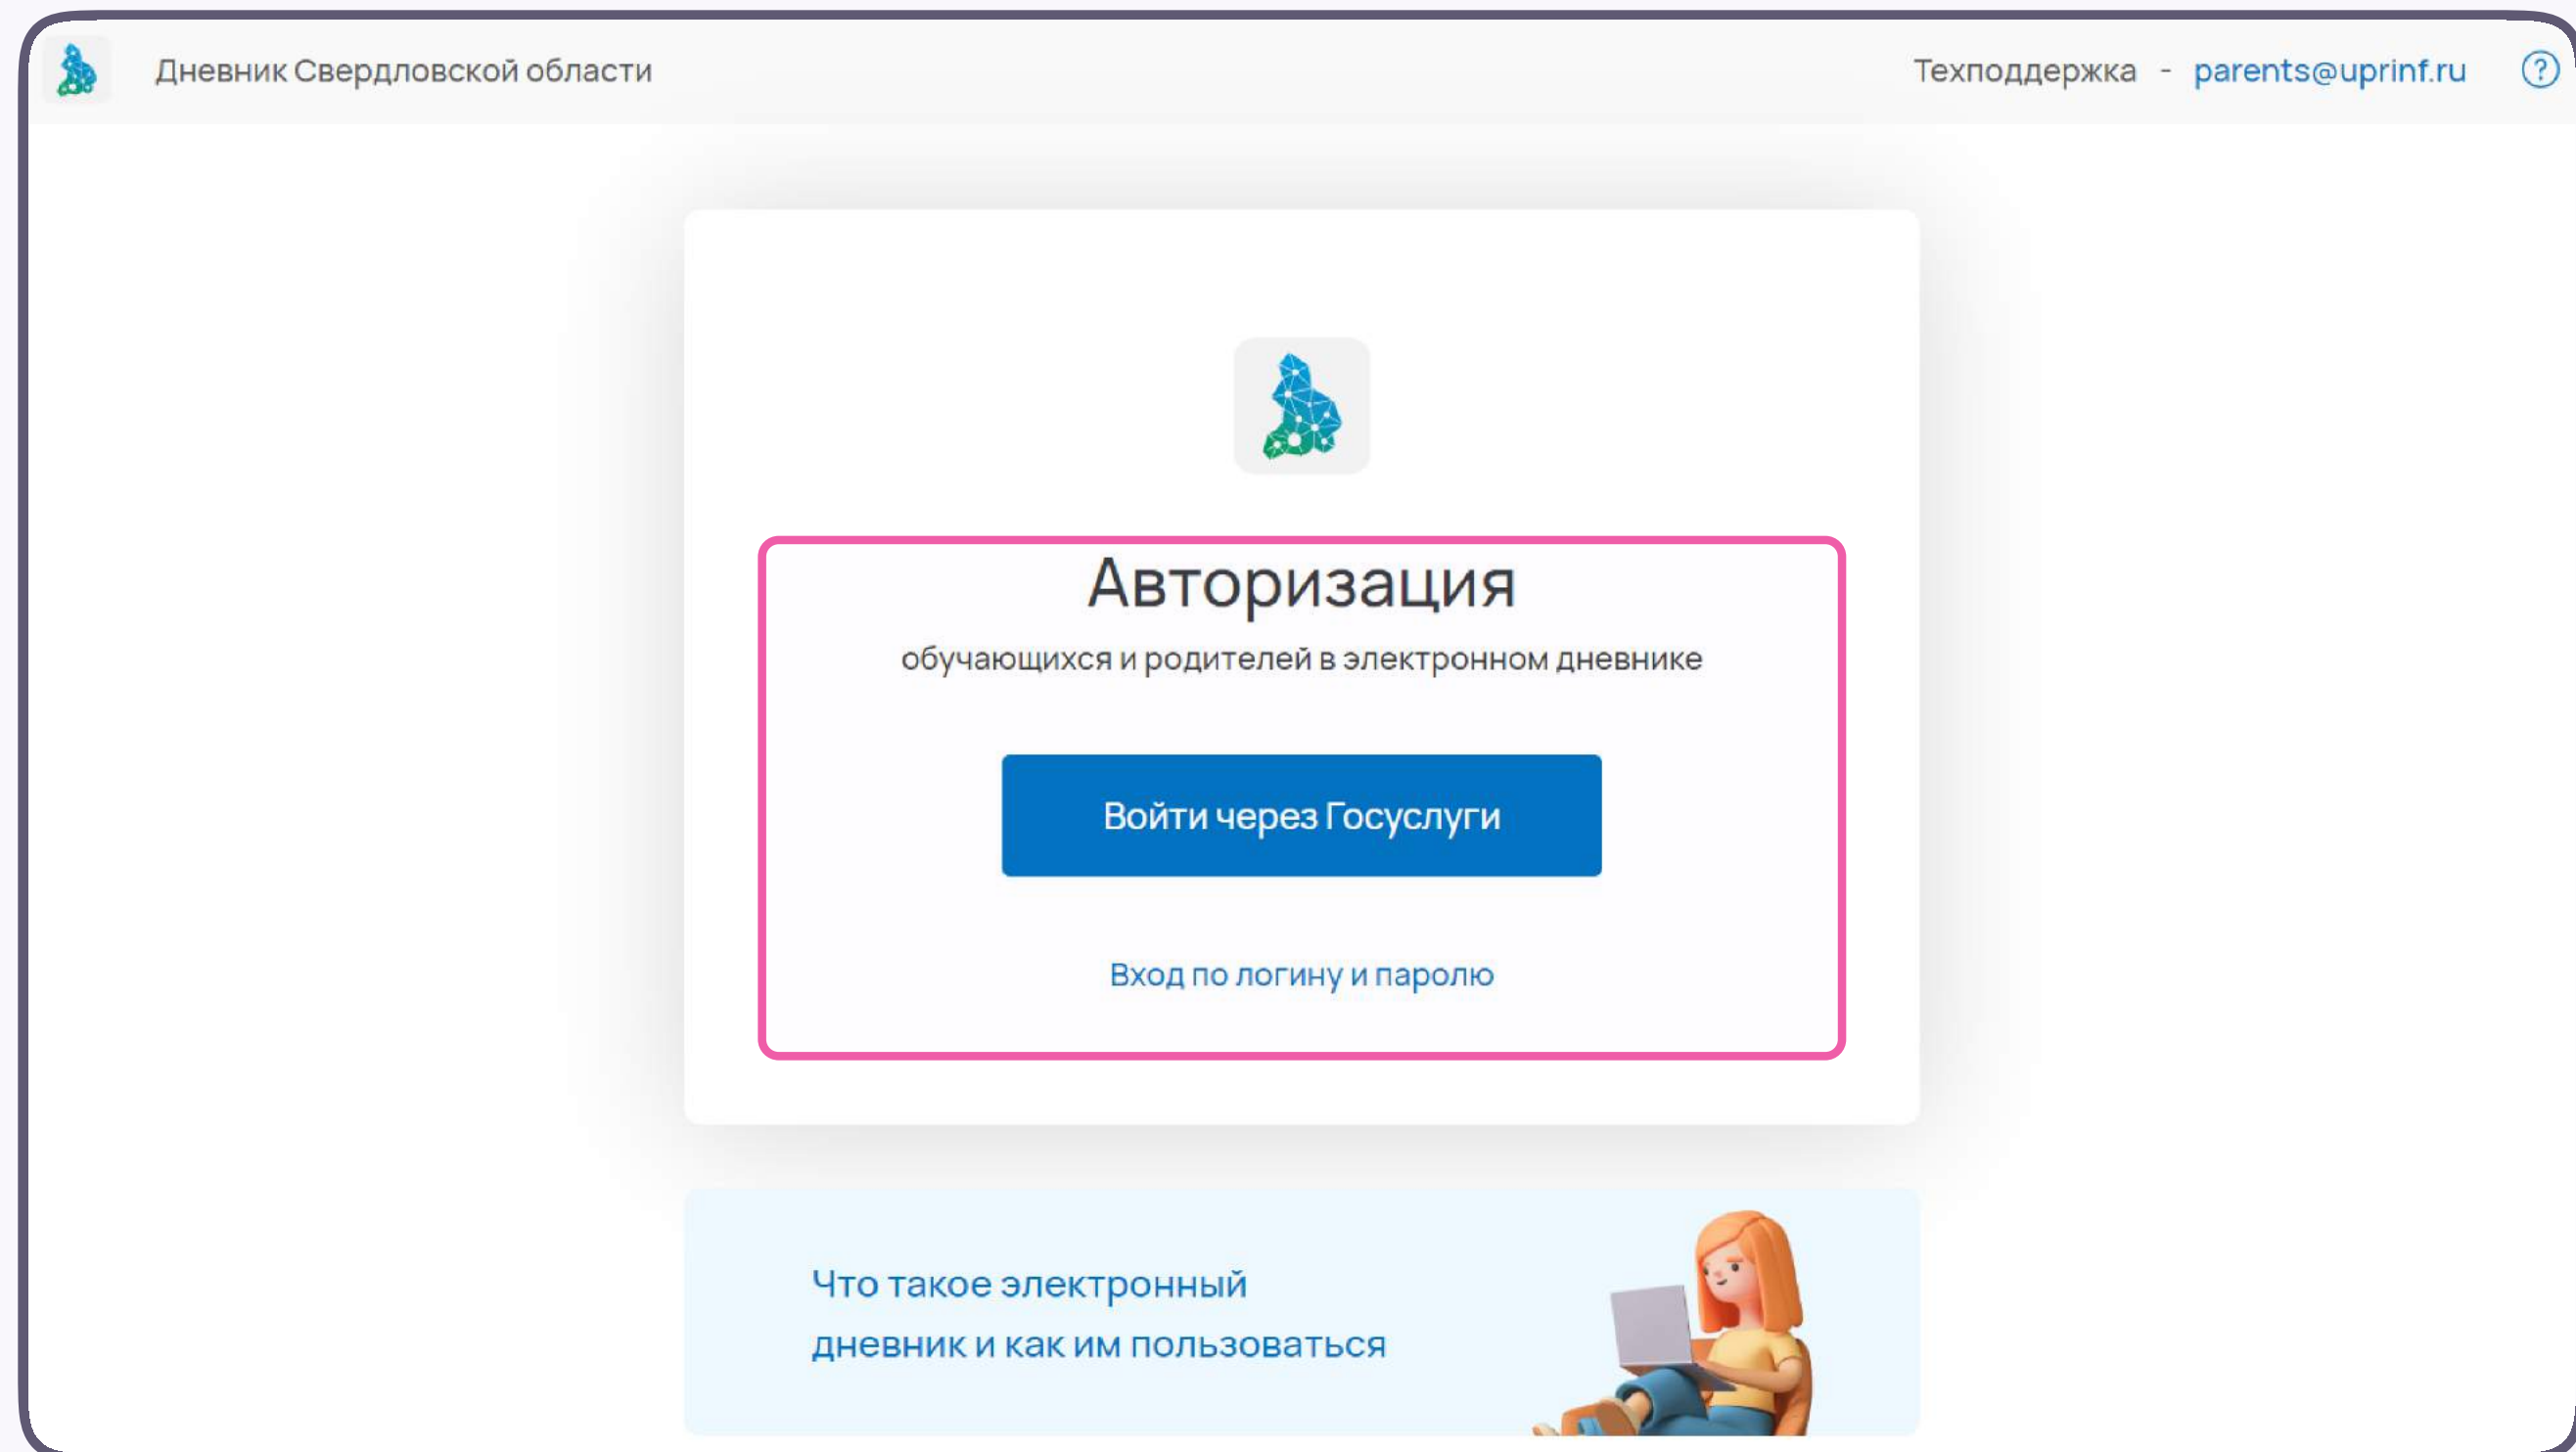 Дневник Свердловской области
Техподдержка - parents@uprinf.ru ?
Авторизация
обучающихся и родителей в электронном дневнике
Войти через Госуслуги
Вход по логину и паролю
Что такое электронный
дневник и как им пользоваться